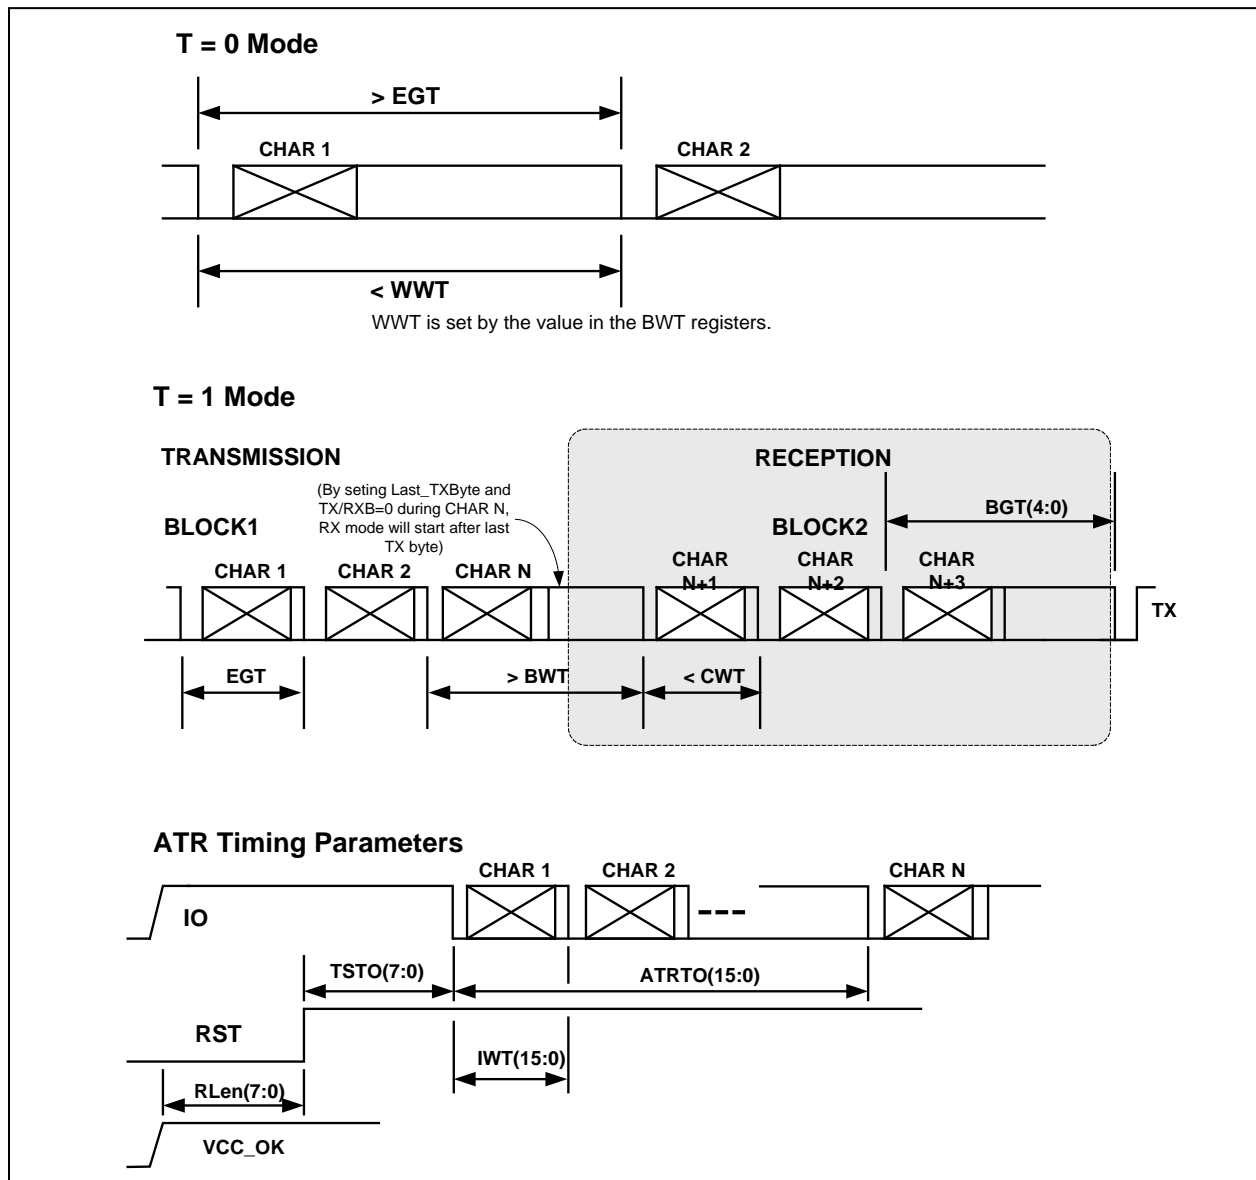 T = 0 Mode
> EGT
CHAR 1
CHAR 2
< WWT
WWT is set by the value in the BWT registers.
T = 1 Mode
TRANSMISSION
RECEPTION
(By seting Last_TXByte and
TX/RXB=0 during CHAR N,
RX mode will start after last
TX byte)
BGT(4:0)
BLOCK1
BLOCK2
CHAR 1
CHAR 2
CHAR N
CHAR
N+1
CHAR
N+2
CHAR
N+3
TX
EGT
> BWT
< CWT
ATR Timing Parameters
CHAR 1
CHAR 2
CHAR N
IO
TSTO(7:0)
ATRTO(15:0)
RST
IWT(15:0)
RLen(7:0)
VCC_OK